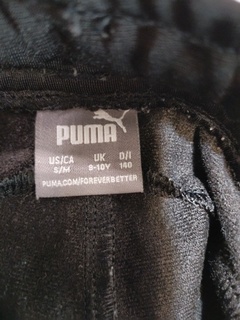 PUMA
US/CA UK D/I
S/M 9-10Y 140
PUMA.COM/FOREVERBETTER